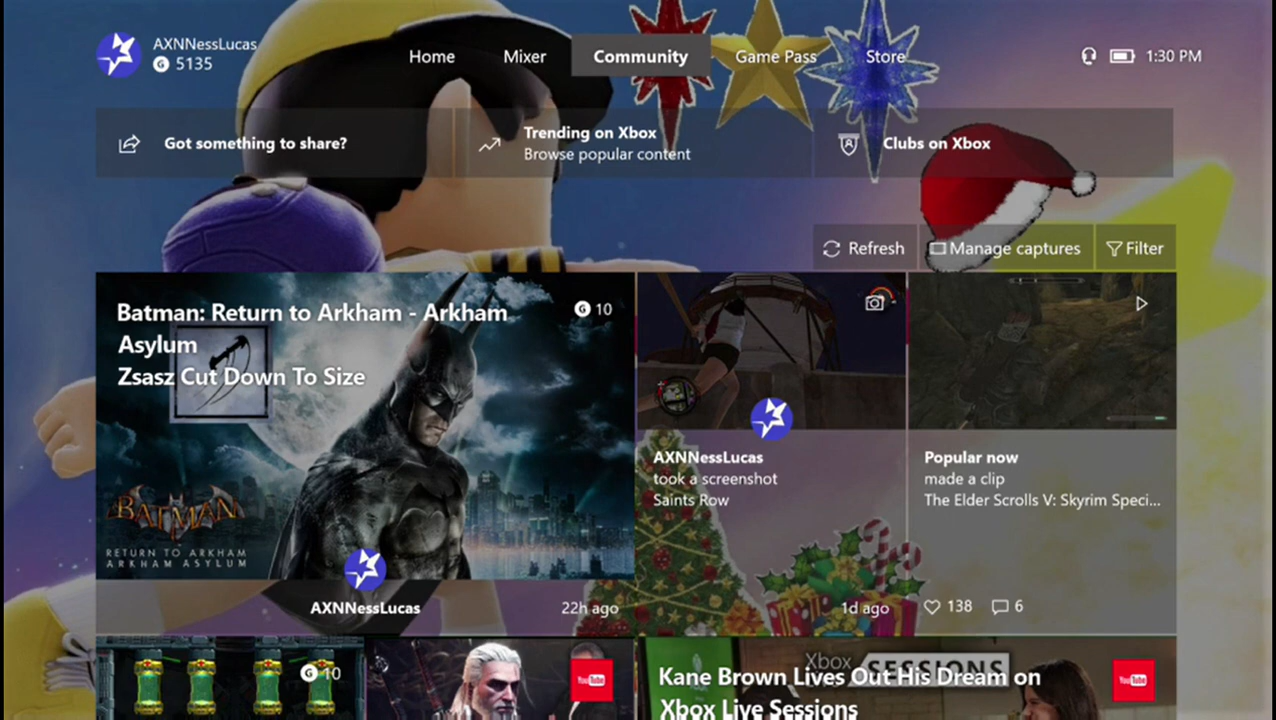 AXNNessLucas
G 5135
Home
Mixer
Community
Game Pass
Store
1:30 PM
Got something to share?
Trending on Xbox
Browse popular content
Clubs on Xbox
Refresh
Manage captures
Filter
Batman: Return to Arkham - Arkham
Asylum
Zsasz Cut Down To Size
G 10
BATMAN
RETURN TO ARKHAM
ARKHAM ASYLUM
AXNNessLucas
22h ago
AXNNessLucas
took a screenshot
Saints Row
1d ago
Popular now
made a clip
The Elder Scrolls V: Skyrim Speci...
138
6
G 10
YouTube
Xbox SESSIONS
Kane Brown Lives Out His Dream on
Xbox Live Sessions
YouTube